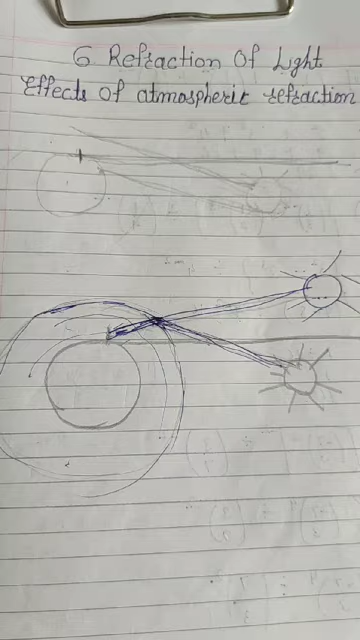 6 Refraction Of Light
Effects of atmospheric refraction